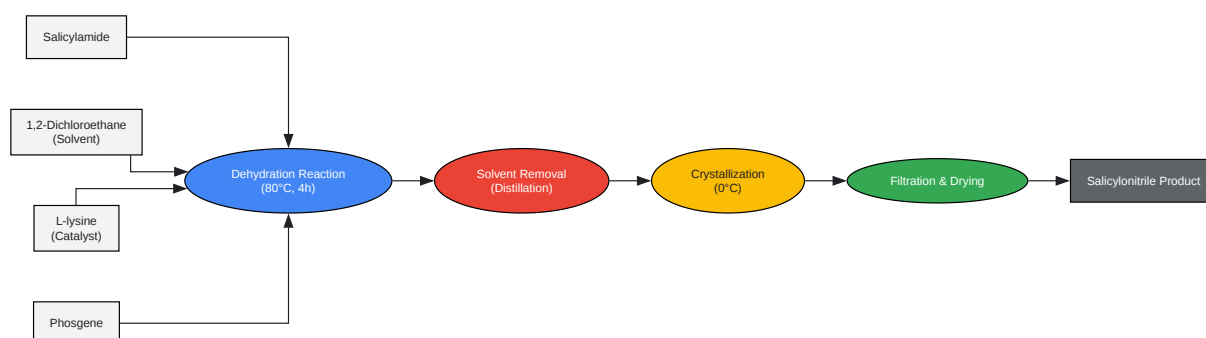 Salicylamide
1,2-Dichloroethane
(Solvent)
L-lysine
(Catalyst)
Phosgene
Dehydration Reaction
(80°C, 4h)
Solvent Removal
(Distillation)
Crystallization
(0°C)
Filtration & Drying
Salicylonitrile Product